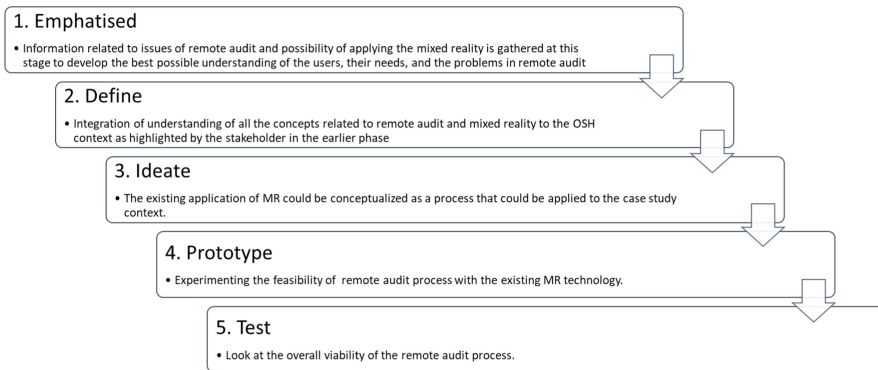 1. Emphatised
• Information related to issues of remote audit and possibility of applying the mixed reality is gathered at this
stage to develop the best possible understanding of the users, their needs, and the problems in remote audit
2. Define
• Integration of understanding of all the concepts related to remote audit and mixed reality to the OSH
context as highlighted by the stakeholder in the earlier phase
3. Ideate
• The existing application of MR could be conceptualized as a process that could be applied to the case study
context.
4. Prototype
• Experimenting the feasibility of remote audit process with the existing MR technology.
5. Test
• Look at the overall viability of the remote audit process.